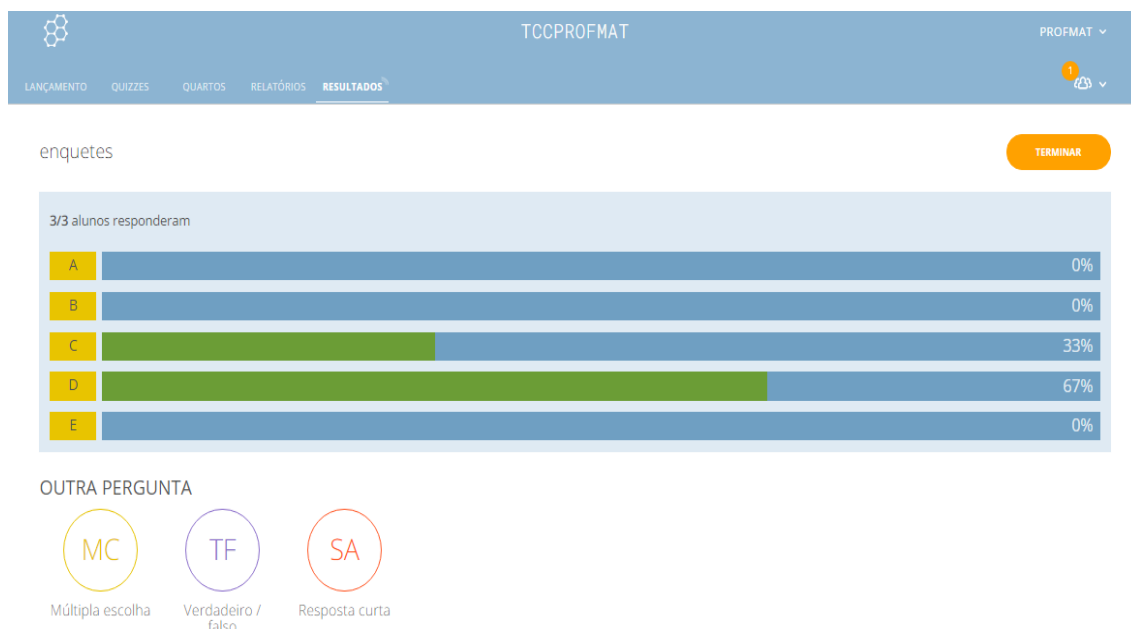 TCCPROFMAT
PROFMAT
LANÇAMENTO QUIZZES QUARTOS RELATÓRIOS RESULTADOS
1
enquetes
TERMINAR
3/3 alunos responderam
A 0%
B 0%
C 33%
D 67%
E 0%
OUTRA PERGUNTA
MC TF SA
Múltipla escolha Verdadeiro / Resposta curta
falso